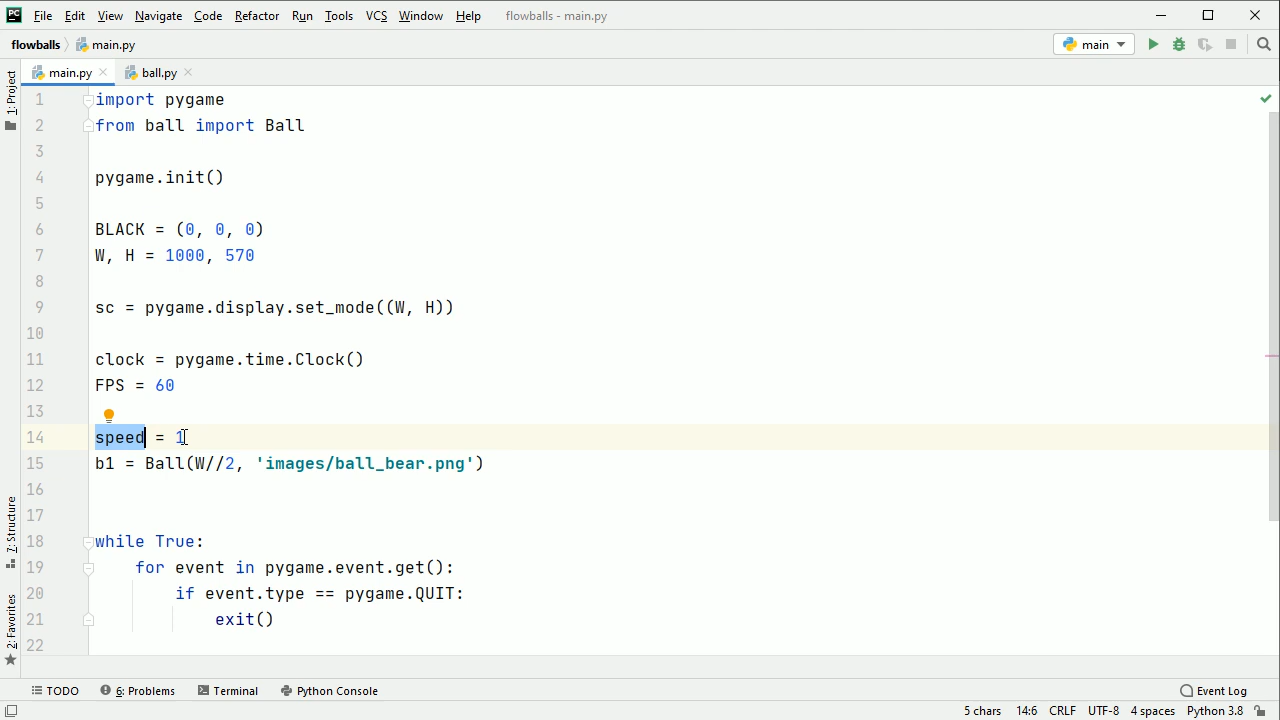 PC File Edit View Navigate Code Refactor Run Tools VCS Window Help flowballs - main.py
flowballs main.py main
1: Project
main.py ball.py
1 import pygame
2 from ball import Ball
3
4 pygame.init()
5
6 BLACK = (0, 0, 0)
7 W, H = 1000, 570
8
9 sc = pygame.display.set_mode((W, H))
10
11 clock = pygame.time.Clock()
12 FPS = 60
13
14 speed = 1
15 b1 = Ball(W//2, 'images/ball_bear.png')
16
17
18 while True:
19 for event in pygame.event.get():
20 if event.type == pygame.QUIT:
21 exit()
22
7: Structure
2: Favorites
TODO 6: Problems Terminal Python Console Event Log
5 chars 14:6 CRLF UTF-8 4 spaces Python 3.8